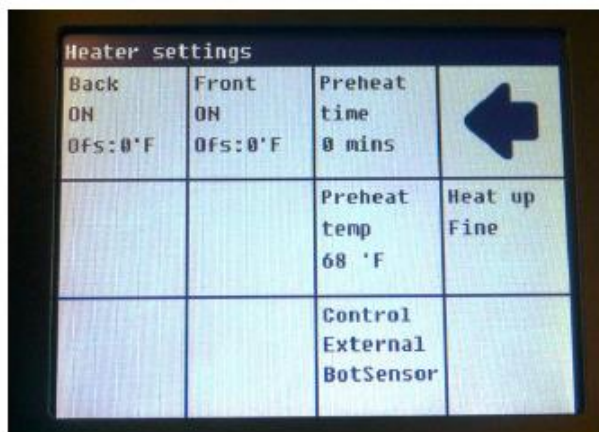 Heater settings
Back
ON
Ofs:0'F
Front
ON
Ofs:0'F
Preheat
time
0 mins
Preheat
temp
68 'F
Heat up
Fine
Control
External
BotSensor